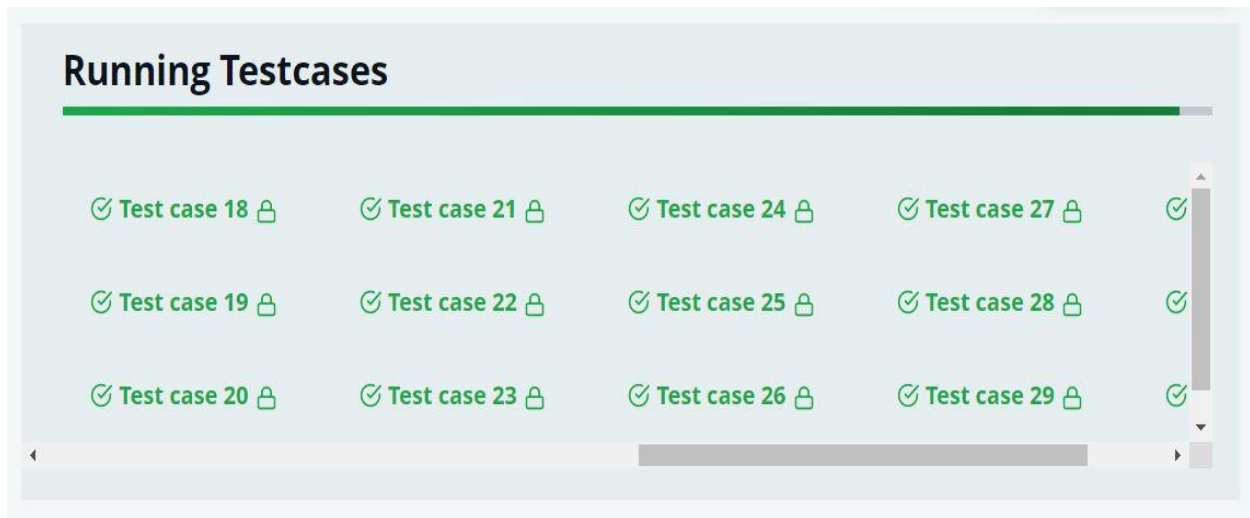 Running Testcases
Test case 18 Test case 21 Test case 24 Test case 27
Test case 19 Test case 22 Test case 25 Test case 28
Test case 20 Test case 23 Test case 26 Test case 29